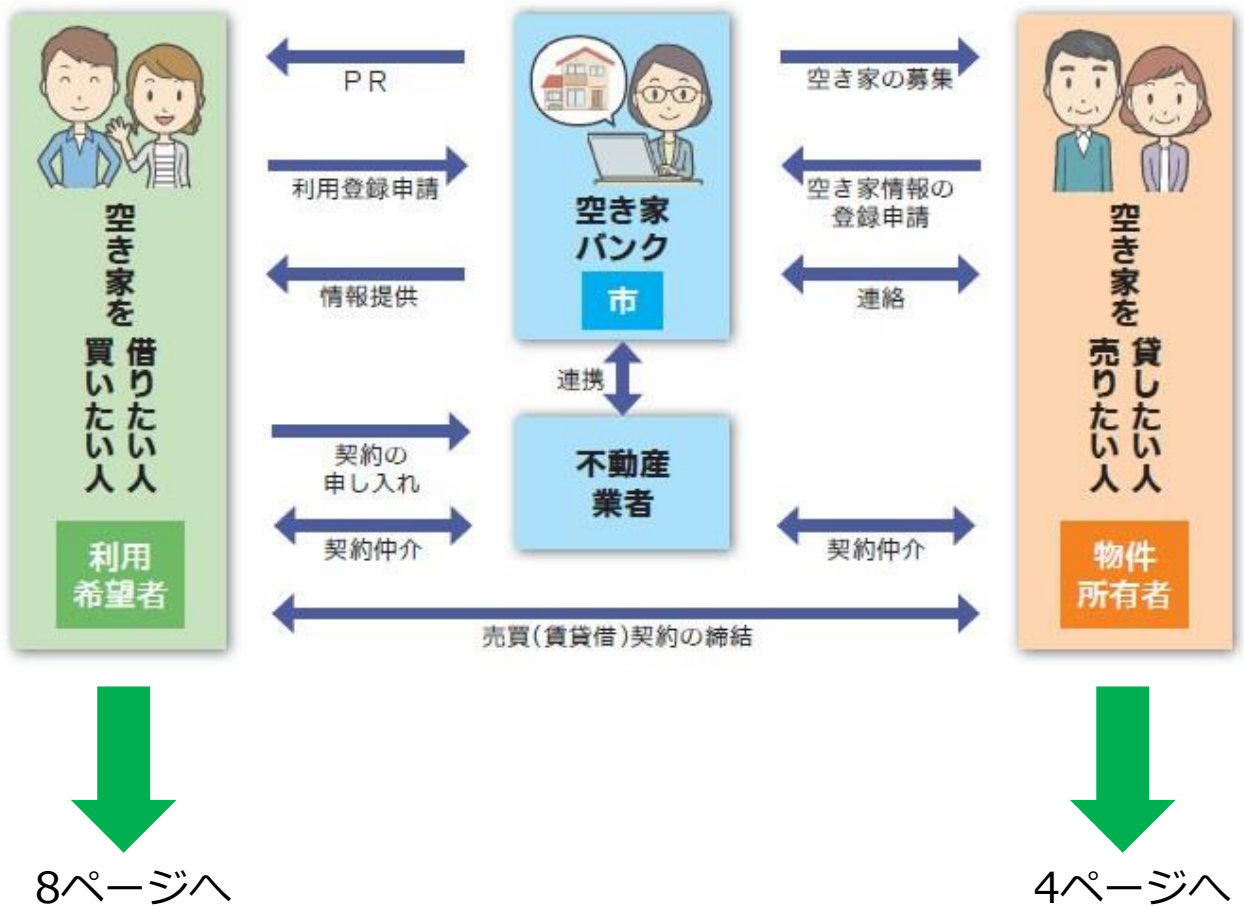 空き家を
借りたい人
買いたい人
利用
希望者
PR
利用登録申請
情報提供
契約の
申し入れ
契約仲介
空き家
バンク
市
連携
不動産
業者
空き家の募集
空き家情報の
登録申請
連絡
契約仲介
売買(賃貸借)契約の締結
空き家を
貸したい人
売りたい人
物件
所有者
8ページへ
4ページへ